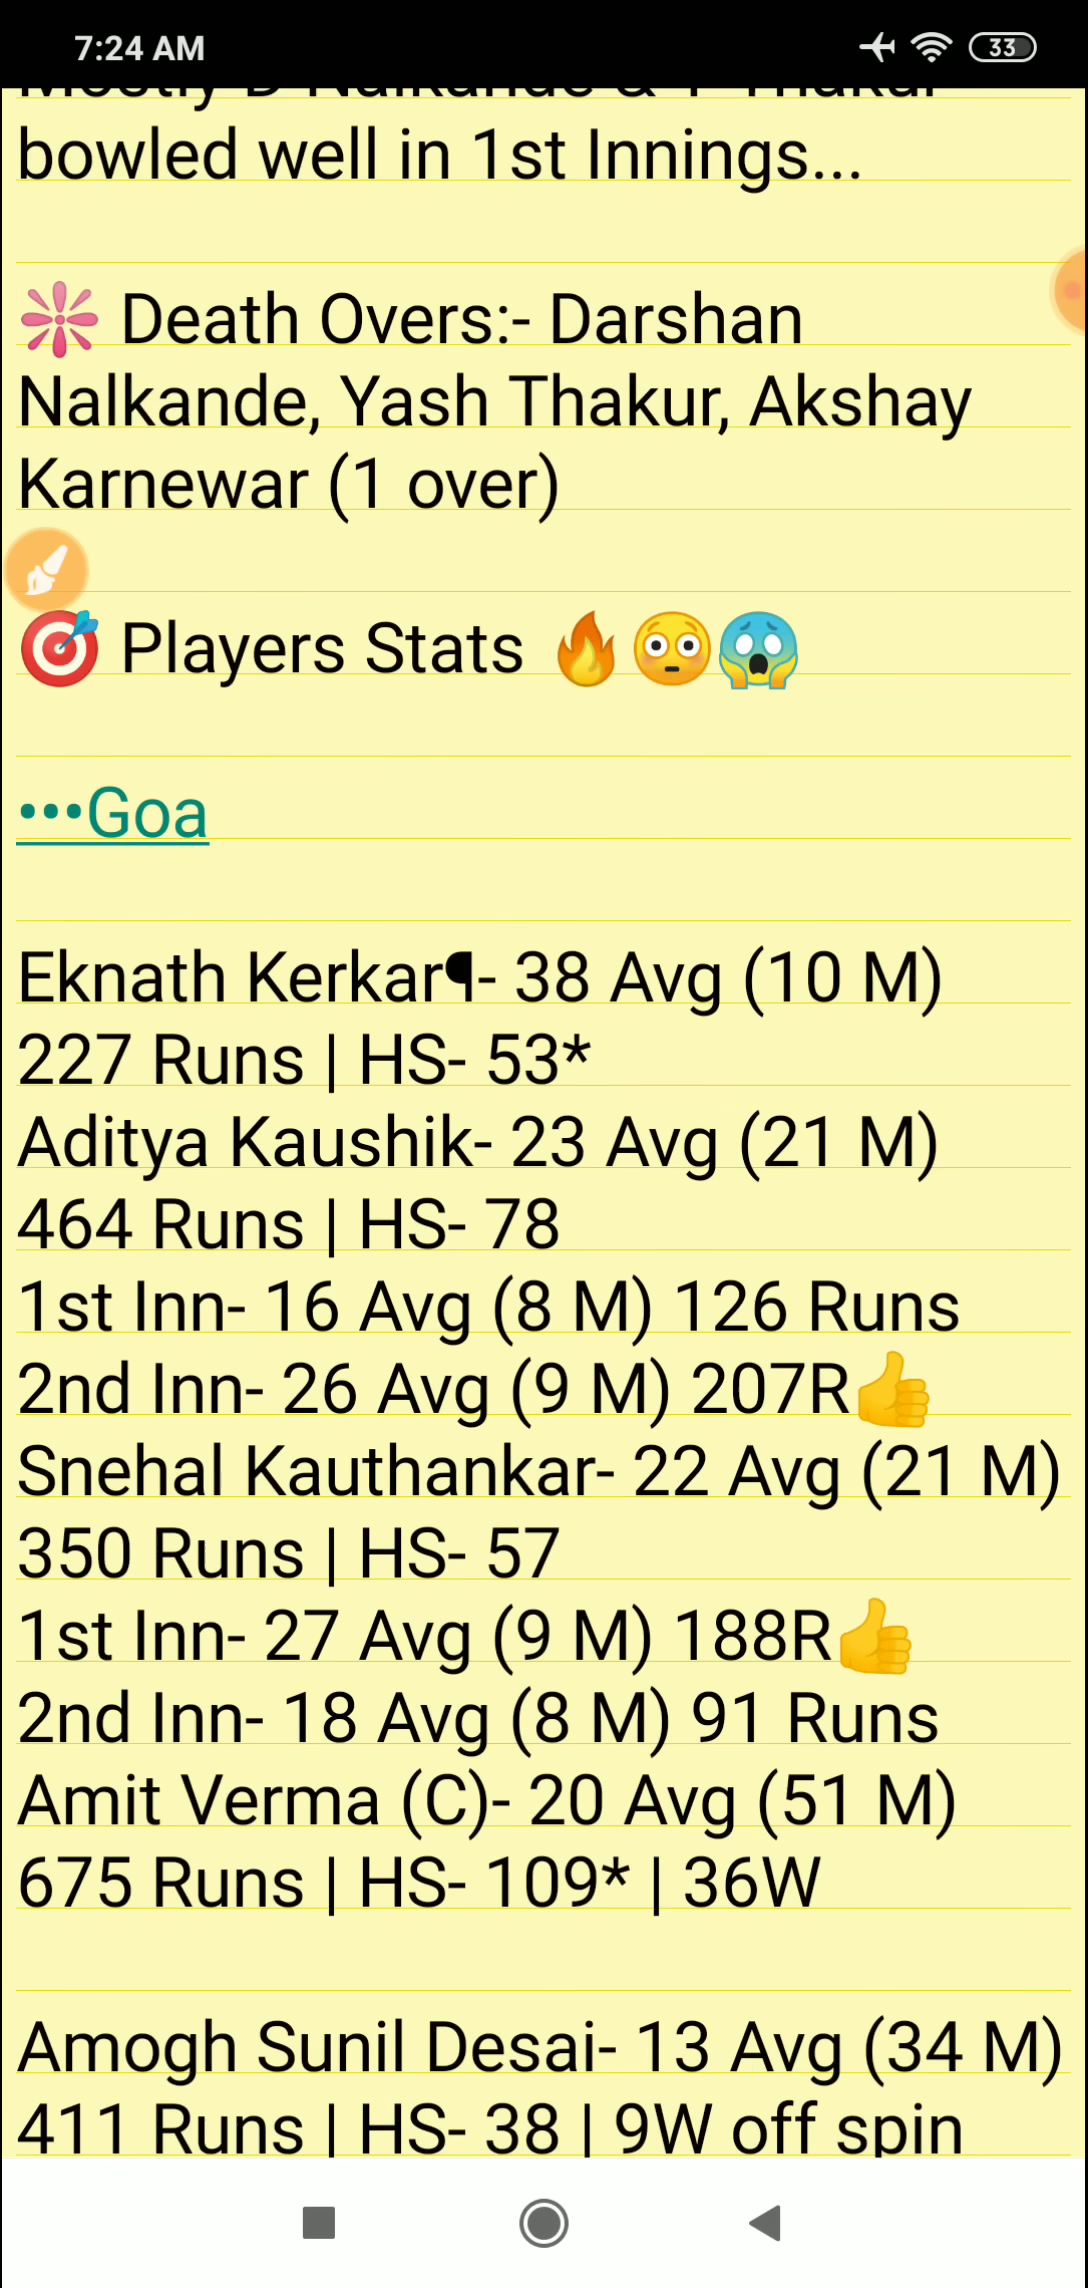 7:24 AM
33
Mostly D Nalkande & Y Thakur
bowled well in 1st Innings...
Death Overs:- Darshan
Nalkande, Yash Thakur, Akshay
Karnewar (1 over)
🎯 Players Stats 🔥😳😱
•••Goa
Eknath Kerkar¶- 38 Avg (10 M)
227 Runs | HS- 53*
Aditya Kaushik- 23 Avg (21 M)
464 Runs | HS- 78
1st Inn- 16 Avg (8 M) 126 Runs
2nd Inn- 26 Avg (9 M) 207R👍
Snehal Kauthankar- 22 Avg (21 M)
350 Runs | HS- 57
1st Inn- 27 Avg (9 M) 188R👍
2nd Inn- 18 Avg (8 M) 91 Runs
Amit Verma (C)- 20 Avg (51 M)
675 Runs | HS- 109* | 36W
Amogh Sunil Desai- 13 Avg (34 M)
411 Runs | HS- 38 | 9W off spin